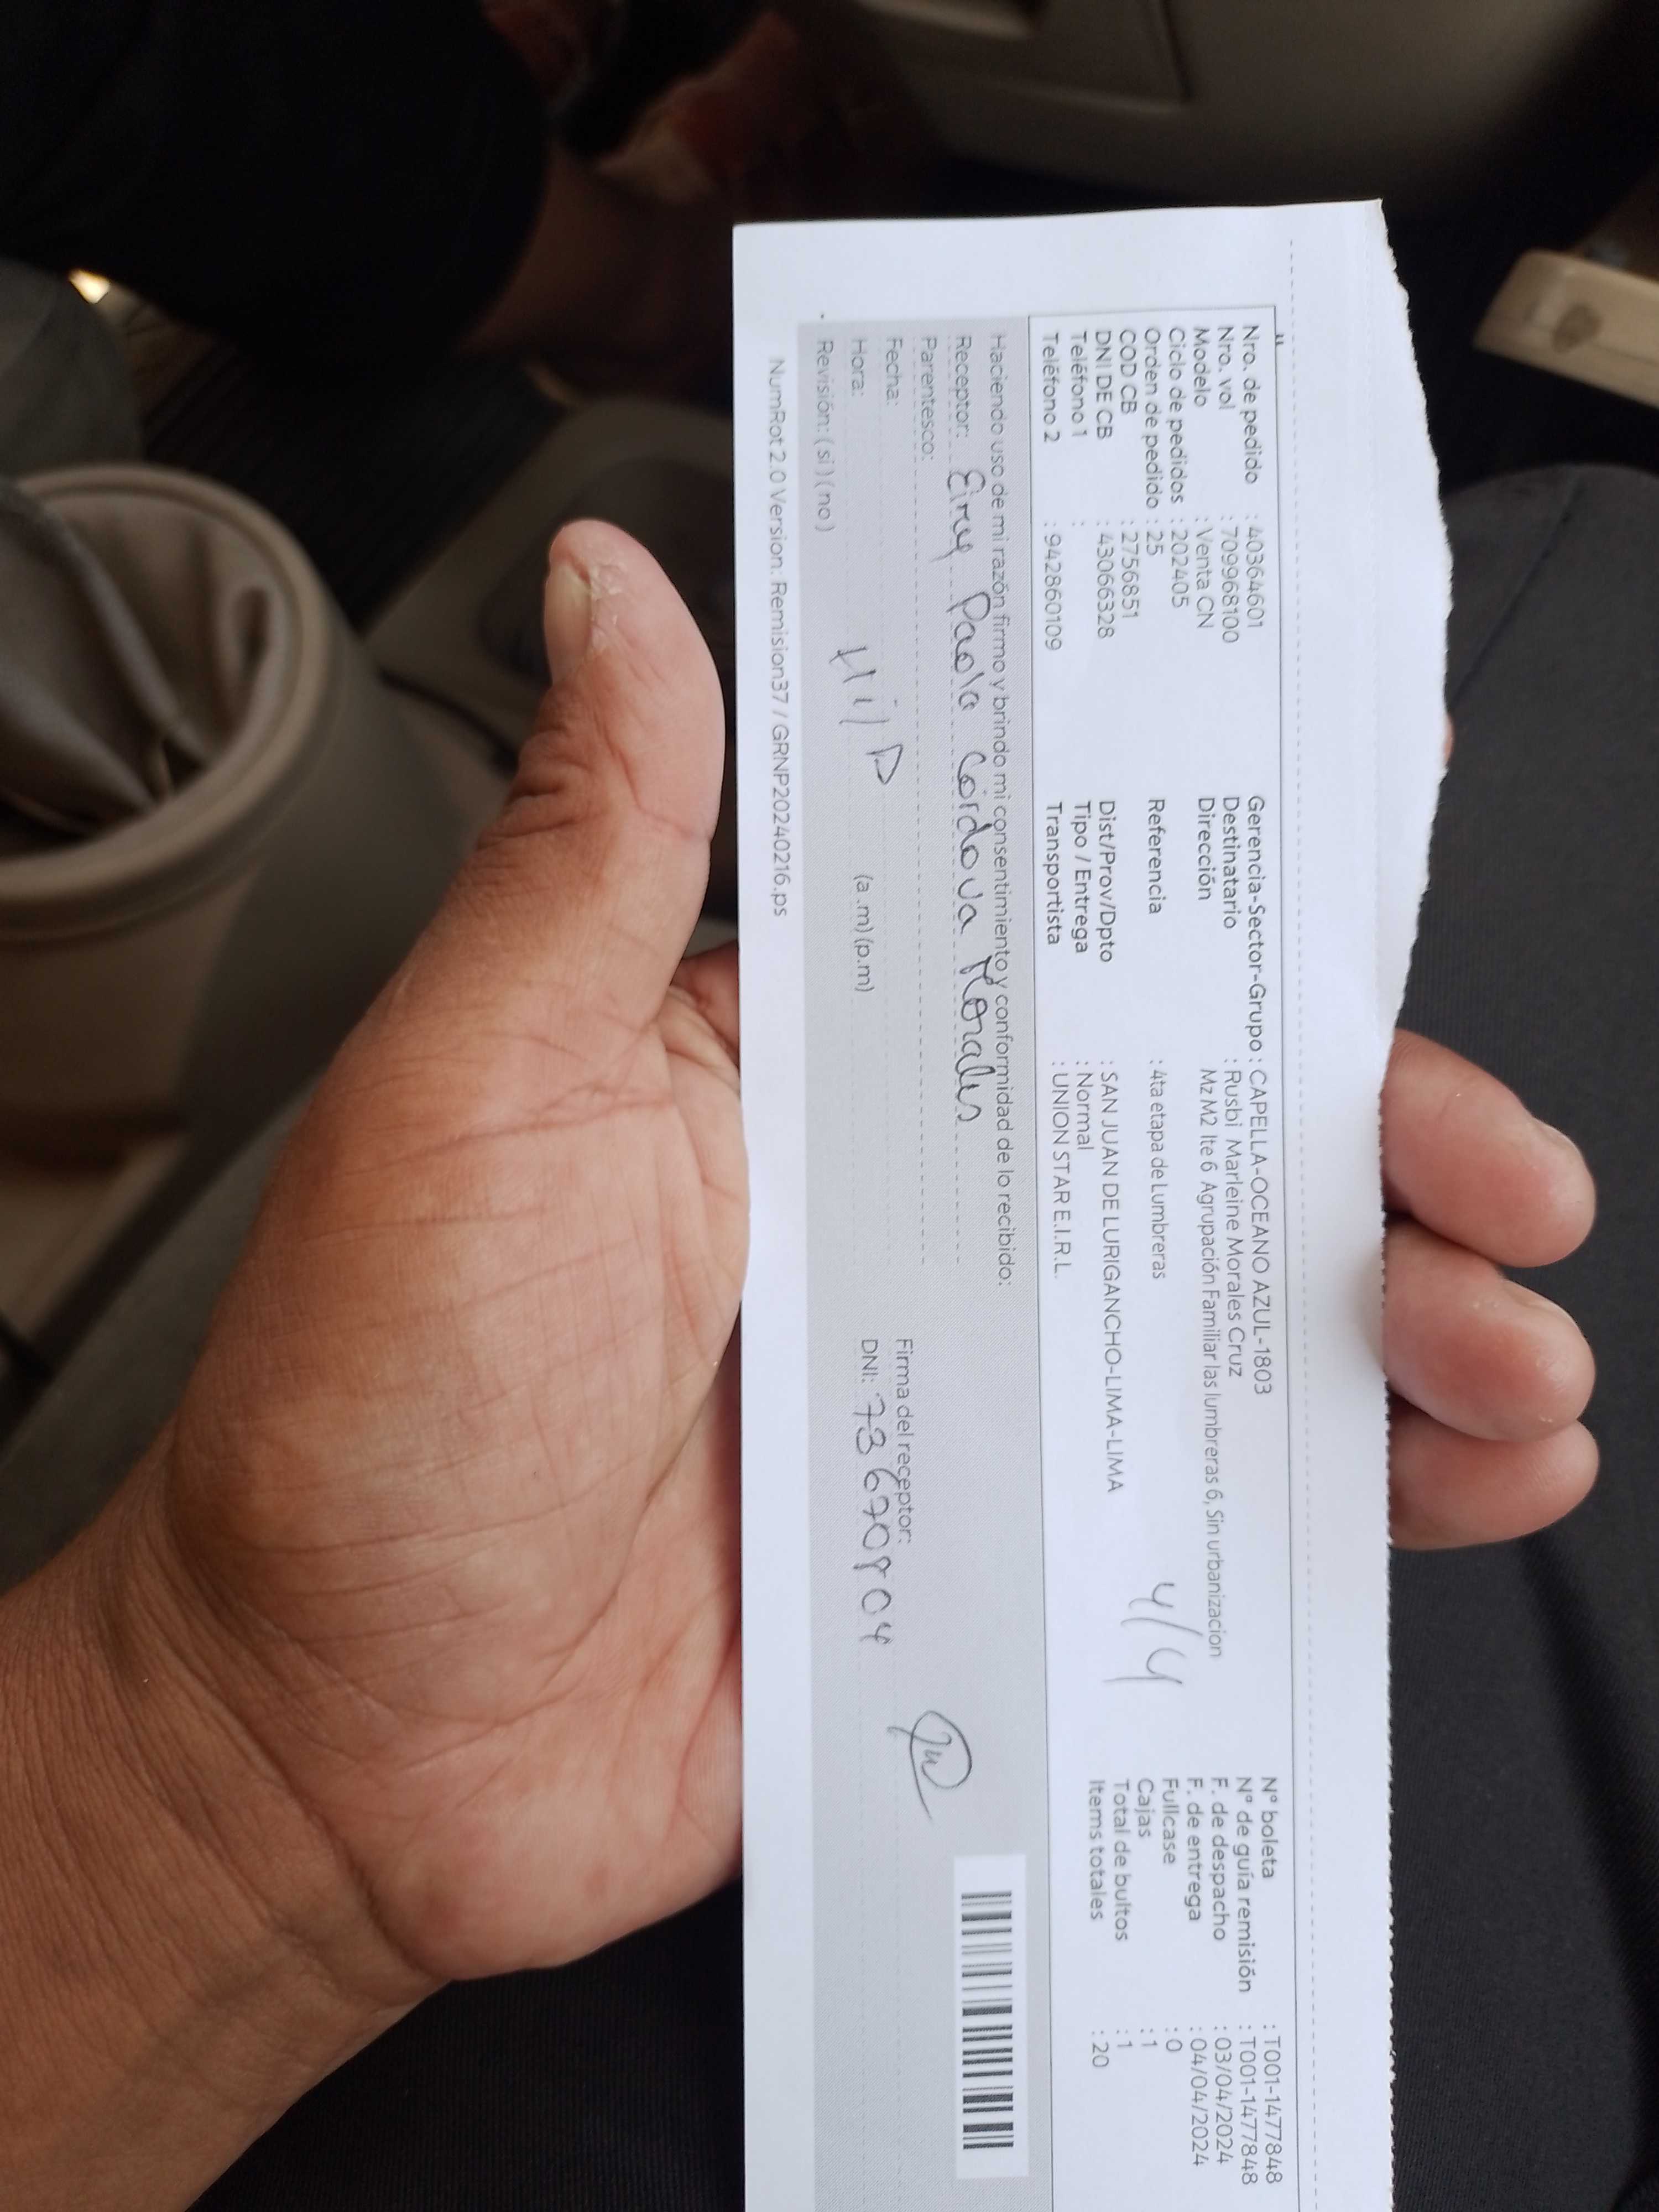 Nro. de pedido : 40364601
Nro. vol : 709968100
Modelo : Venta CN
Ciclo de pedidos : 202405
Orden de pedido : 25
COD CB : 2756851
DNI DE CB : 43066328
Teléfono 1 :
Teléfono 2 : 942860109
Gerencia-Sector-Grupo : CAPELLA-OCEANO AZUL-1803
Destinatario : Rusbi Marleine Morales Cruz
Dirección Mz M2 lte 6 Agrupación Familiar las lumbreras 6, Sin urbanizacion
Referencia : 4ta etapa de Lumbreras
Dist/Prov/Dpto : SAN JUAN DE LURIGANCHO-LIMA-LIMA
Tipo / Entrega : Normal
Transportista : UNION STAR E.I.R.L.
4/4
N° boleta : T001-1477848
N° de guía remisión : T001-1477848
F. de despacho : 03/04/2024
F. de entrega : 04/04/2024
Fullcase : 0
Cajas : 1
Total de bultos : 1
Items totales : 20
Haciendo uso de mi razón firmo y brindo mi consentimiento y conformidad de lo recibido:
Receptor: Paola Cordova Morales
Parentesco:
Fecha:
Hora: (a.m) (p.m)
Revisión: ( si ) ( no )
Firma del receptor:
DNI: 73670804
NumRot 2.0 Version: Remision37 / GRNP20240216.ps